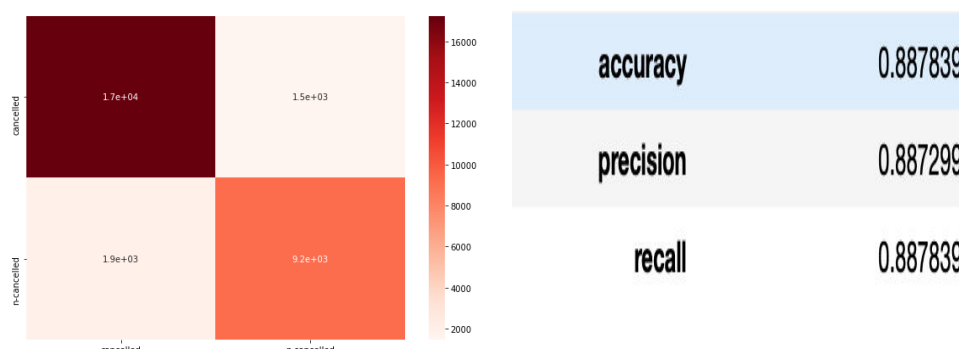 16000
14000
12000
10000
8000
6000
4000
2000
cancelled
1.7e+04
1.5e+03
n-cancelled
1.9e+03
9.2e+03
accuracy 0.887839
precision 0.887299
recall 0.887839